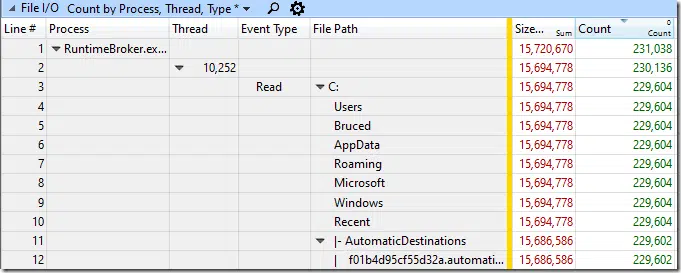 File I/O Count by Process, Thread, Type *
Line # Process Thread Event Type File Path Size... Sum Count 0 Count
1 RuntimeBroker.ex... 15,720,670 231,038
2 10,252 15,694,778 230,136
3 Read C: 15,694,778 229,604
4 Users 15,694,778 229,604
5 Bruced 15,694,778 229,604
6 AppData 15,694,778 229,604
7 Roaming 15,694,778 229,604
8 Microsoft 15,694,778 229,604
9 Windows 15,694,778 229,604
10 Recent 15,694,778 229,604
11 |- AutomaticDestinations 15,686,586 229,602
12 | f01b4d95cf55d32a.automati... 15,686,586 229,602